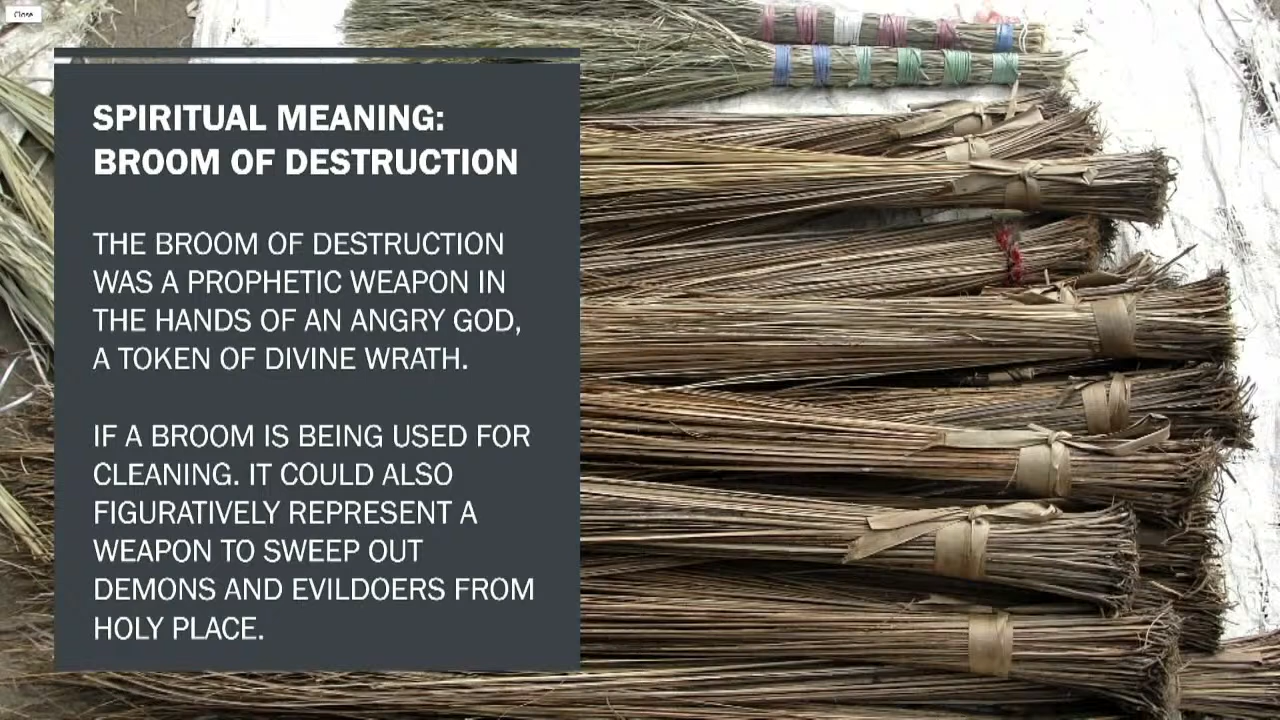 Close
SPIRITUAL MEANING:
BROOM OF DESTRUCTION
THE BROOM OF DESTRUCTION
WAS A PROPHETIC WEAPON IN
THE HANDS OF AN ANGRY GOD,
A TOKEN OF DIVINE WRATH.
IF A BROOM IS BEING USED FOR
CLEANING. IT COULD ALSO
FIGURATIVELY REPRESENT A
WEAPON TO SWEEP OUT
DEMONS AND EVILDOERS FROM
HOLY PLACE.